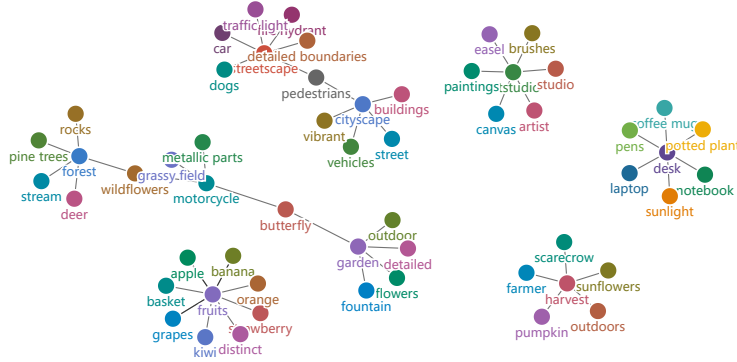 traffic light
fire hydrant
car
detailed boundaries
streetscape
dogs
pedestrians
easel
brushes
paintings
studio
studio
canvas
artist
buildings
cityscape
vibrant
street
vehicles
rocks
pine trees
forest
stream
wildflowers
deer
metallic parts
grassy field
motorcycle
butterfly
coffee mug
pens
potted plant
desk
laptop
notebook
sunlight
outdoor
garden
detailed
flowers
fountain
scarecrow
farmer
sunflowers
harvest
pumpkin
outdoors
apple
banana
basket
orange
fruits
strawberry
grapes
kiwi
distinct